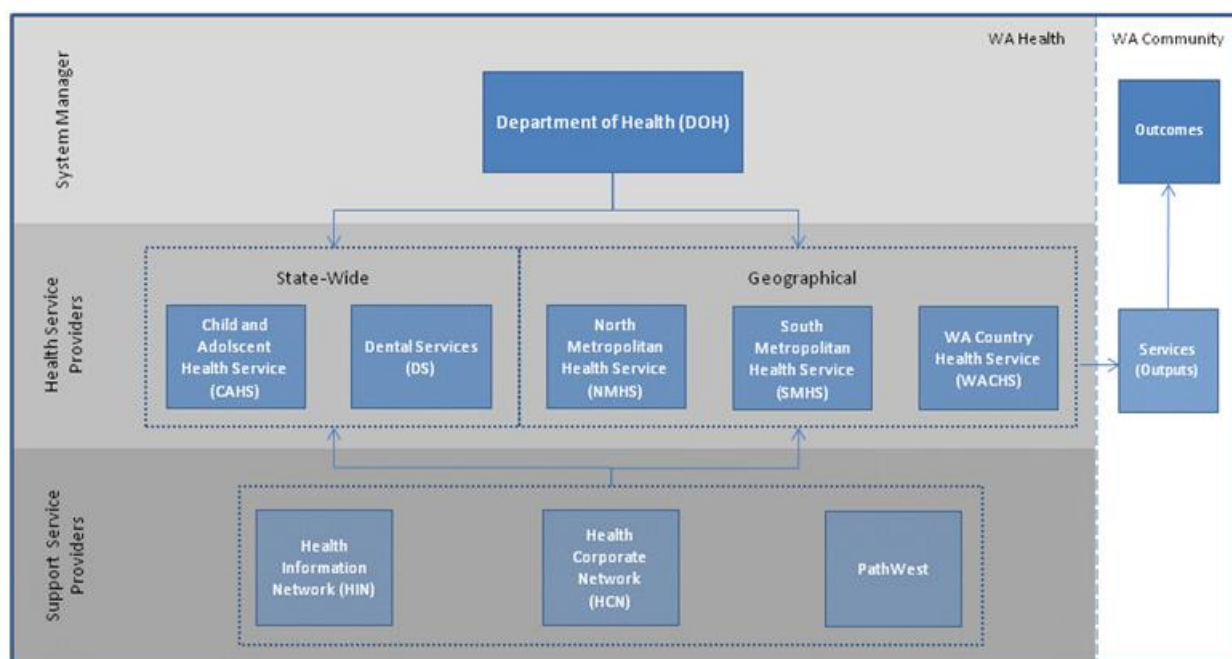 WA Health
WA Community
System Manager
Department of Health (DOH)
Outcomes
Health Service
Providers
State-Wide
Geographical
Child and
Adolscent
Health Service
(CAHS)
Dental Services
(DS)
North
Metropolitan
Health Service
(NMHS)
South
Metropolitan
Health Service
(SMHS)
WA Country
Health Service
(WACHS)
Services
(Outputs)
Support Service
Providers
Health
Information
Network (HIN)
Health
Corporate
Network
(HCN)
PathWest